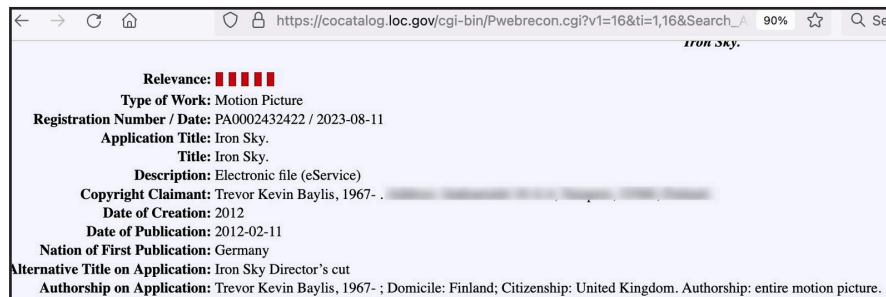 https://cocatalog.loc.gov/cgi-bin/Pwebrecon.cgi?v1=16&ti=1,16&Search_A 90% Se
Iron Sky.
Relevance:
Type of Work: Motion Picture
Registration Number / Date: PA0002432422 / 2023-08-11
Application Title: Iron Sky.
Title: Iron Sky.
Description: Electronic file (eService)
Copyright Claimant: Trevor Kevin Baylis, 1967- .
Date of Creation: 2012
Date of Publication: 2012-02-11
Nation of First Publication: Germany
Alternative Title on Application: Iron Sky Director's cut
Authorship on Application: Trevor Kevin Baylis, 1967- ; Domicile: Finland; Citizenship: United Kingdom. Authorship: entire motion picture.